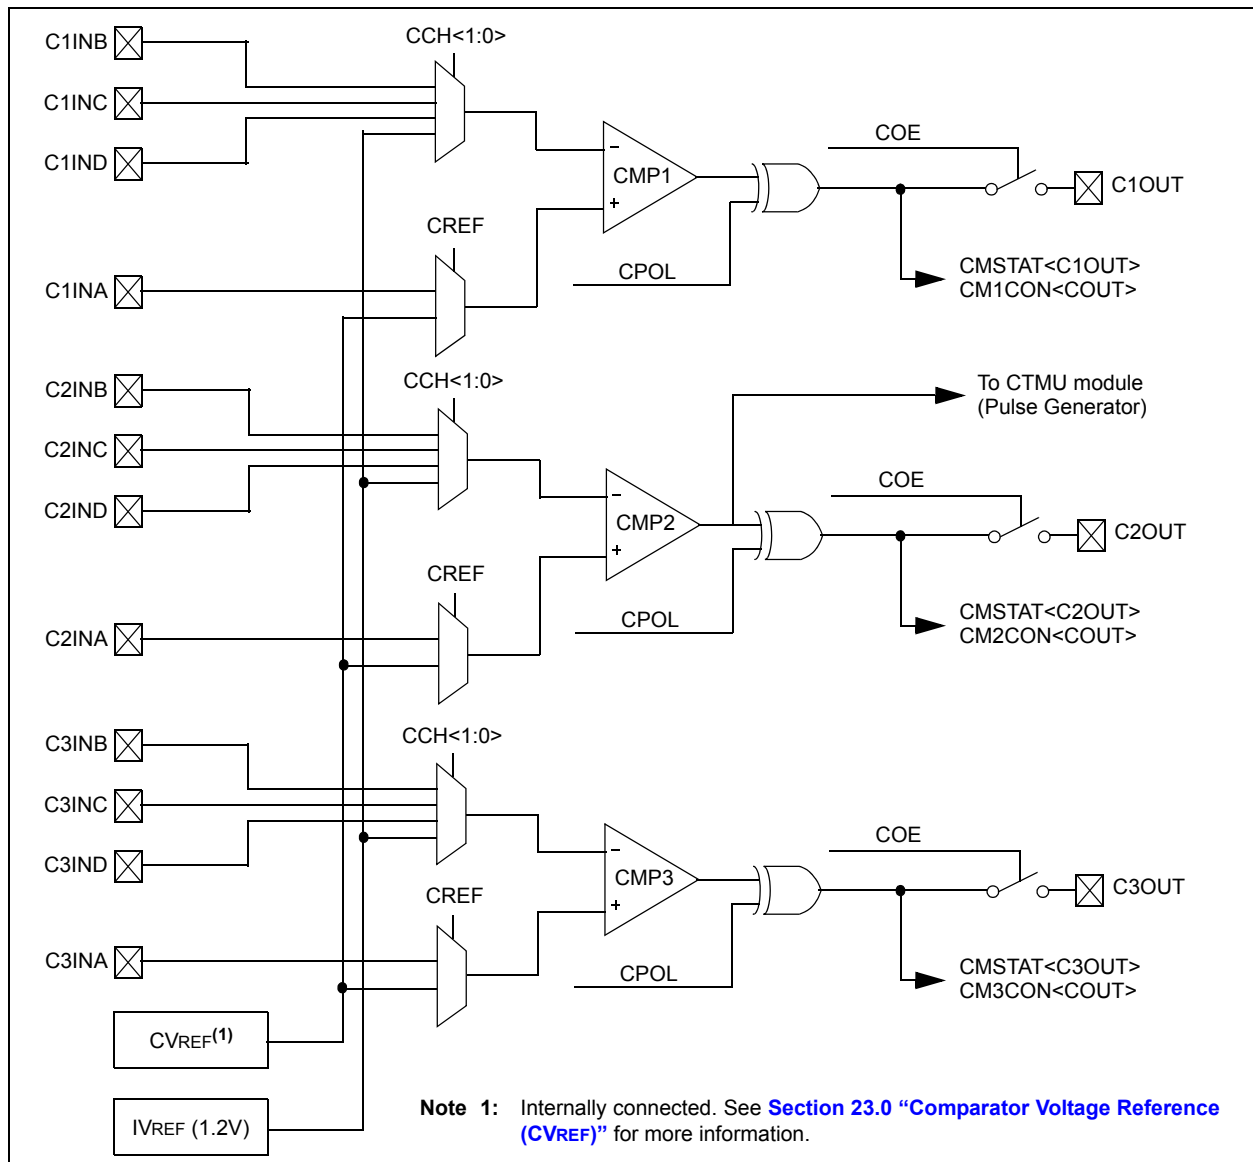 C1INB
CCH<1:0>
C1INC
C1IND
COE
−
CMP1
+
C1OUT
CREF
CPOL
C1INA
CMSTAT<C1OUT>
CM1CON<COUT>
C2INB
CCH<1:0>
To CTMU module
(Pulse Generator)
C2INC
C2IND
COE
−
CMP2
+
C2OUT
CREF
CPOL
C2INA
CMSTAT<C2OUT>
CM2CON<COUT>
C3INB
CCH<1:0>
C3INC
C3IND
COE
−
CMP3
+
C3OUT
CREF
CPOL
C3INA
CMSTAT<C3OUT>
CM3CON<COUT>
CVREF(1)
IVREF (1.2V)
Note 1: Internally connected. See Section 23.0 “Comparator Voltage Reference
(CVREF)” for more information.